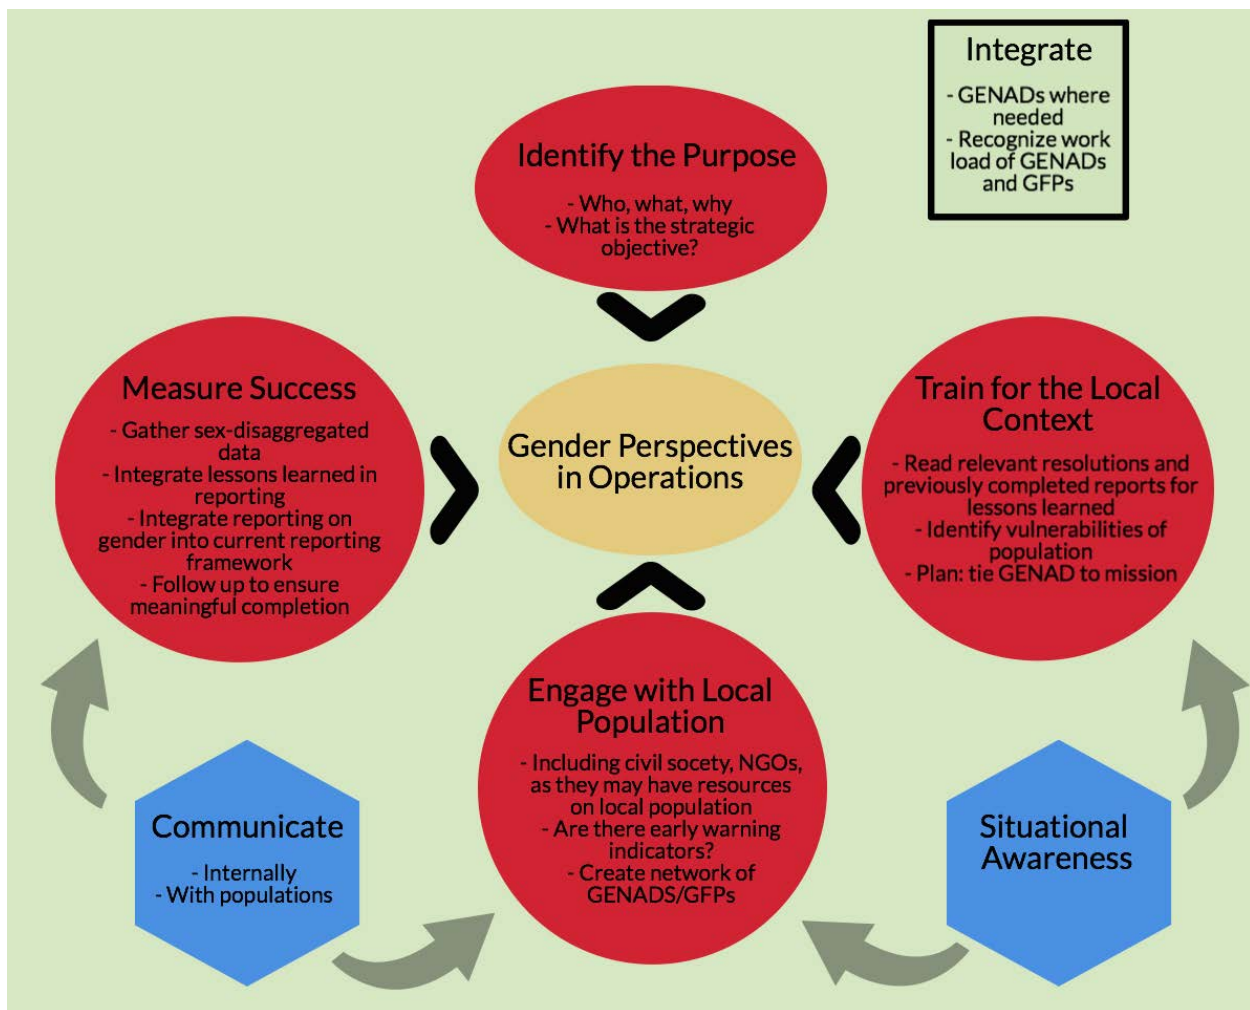 Integrate
- GENADs where
needed
- Recognize work
load of GENADs
and GFPs
Identify the Purpose
- Who, what, why
- What is the strategic
objective?
Measure Success
- Gather sex-disaggregated
data
- Integrate lessons learned in
reporting
- Integrate reporting on
gender into current reporting
framework
- Follow up to ensure
meaningful completion
Gender Perspectives
in Operations
Train for the Local
Context
- Read relevant resolutions and
previously completed reports for
lessons learned
- Identify vulnerabilities of
population
- Plan: tie GENAD to mission
Engage with Local
Population
- Including civil socety, NGOs,
as they may have resources
on local population
- Are there early warning
indicators?
- Create network of
GENADS/GFPs
Communicate
- Internally
- With populations
Situational
Awareness